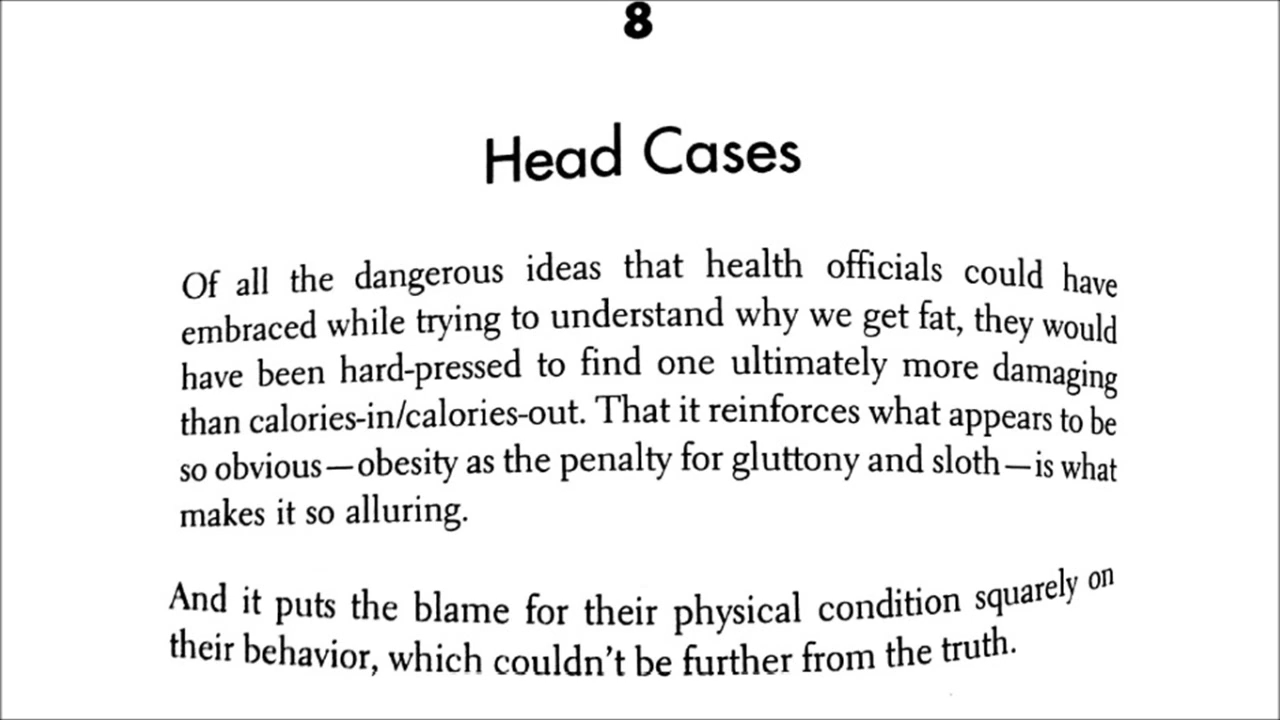 8
Head Cases
Of all the dangerous ideas that health officials could have
embraced while trying to understand why we get fat, they would
have been hard-pressed to find one ultimately more damaging
than calories-in/calories-out. That it reinforces what appears to be
so obvious—obesity as the penalty for gluttony and sloth—is what
makes it so alluring.
And it puts the blame for their physical condition squarely on
their behavior, which couldn't be further from the truth.